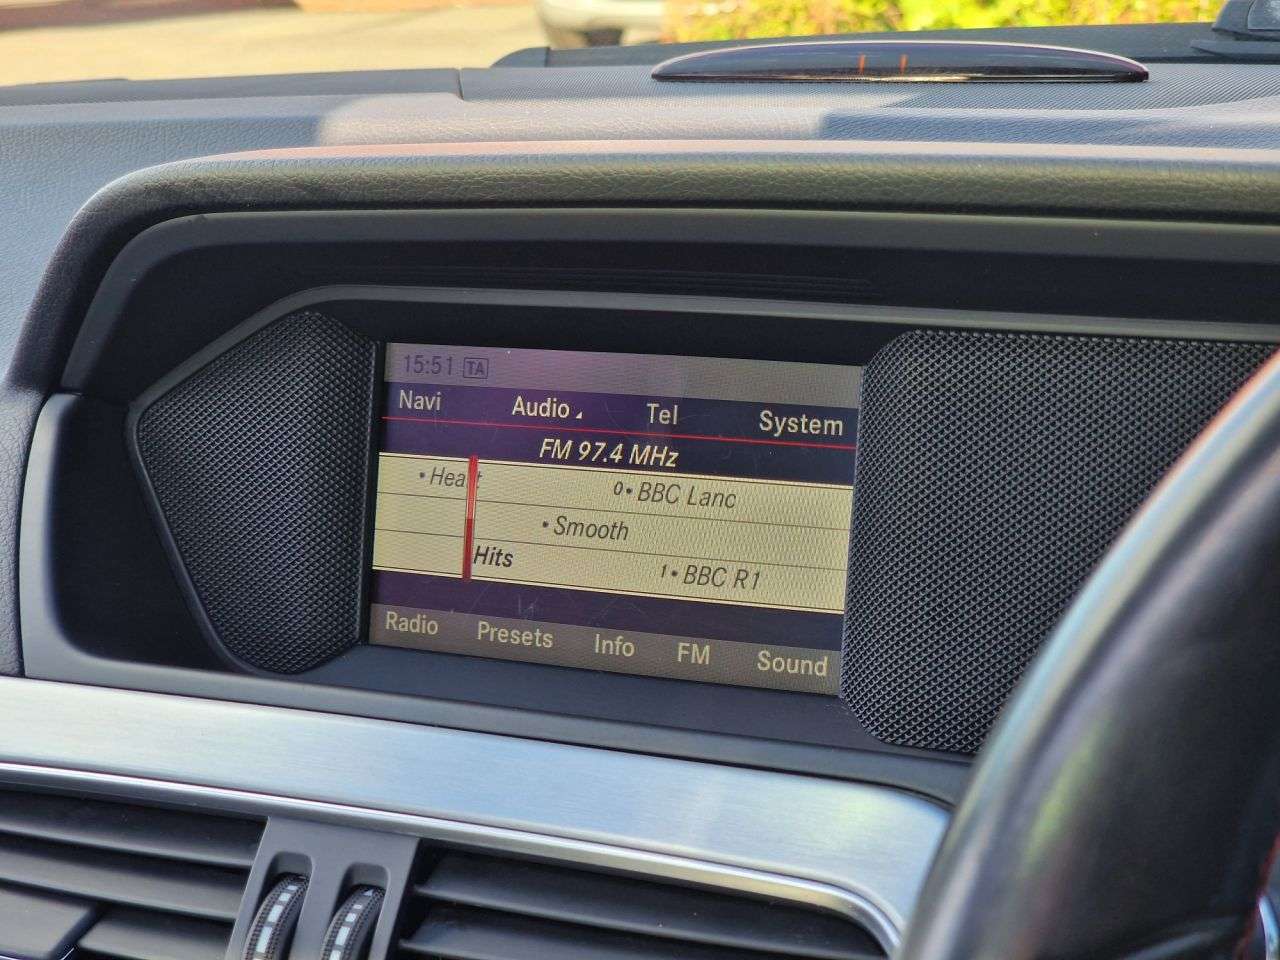 15:51 TA
Navi Audio Tel System
FM 97.4 MHz
Heart 0 • BBC Lanc
• Smooth
Hits 1 • BBC R1
Radio Presets Info FM Sound